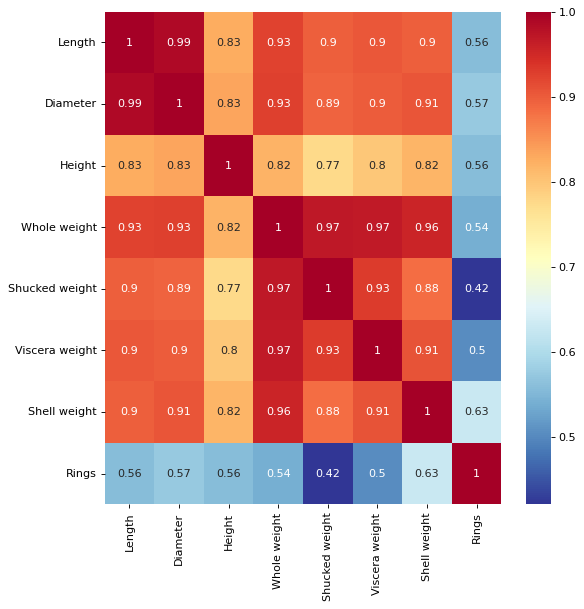 1.0
Length 1 0.99 0.83 0.93 0.9 0.9 0.9 0.56
Diameter 0.99 1 0.83 0.93 0.89 0.9 0.91 0.57
0.9
Height 0.83 0.83 1 0.82 0.77 0.8 0.82 0.56
0.8
Whole weight 0.93 0.93 0.82 1 0.97 0.97 0.96 0.54
0.7
Shucked weight 0.9 0.89 0.77 0.97 1 0.93 0.88 0.42
Viscera weight 0.9 0.9 0.8 0.97 0.93 1 0.91 0.5
0.6
Shell weight 0.9 0.91 0.82 0.96 0.88 0.91 1 0.63
0.5
Rings 0.56 0.57 0.56 0.54 0.42 0.5 0.63 1
Length
Diameter
Height
Whole weight
Shucked weight
Viscera weight
Shell weight
Rings